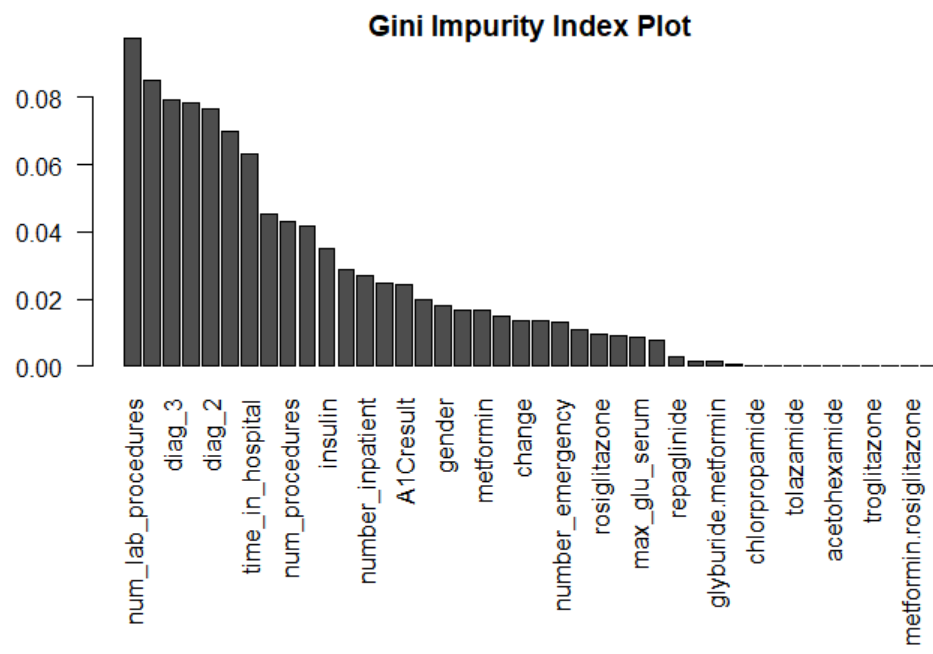 Gini Impurity Index Plot
0.08
0.06
0.04
0.02
0.00
num_lab_procedures
diag_3
diag_2
time_in_hospital
num_procedures
insulin
number_inpatient
A1Cresult
gender
metformin
change
number_emergency
rosiglitazone
max_glu_serum
repaglinide
glyburide.metformin
chlorpropamide
tolazamide
acetohexamide
troglitazone
metformin.rosiglitazone